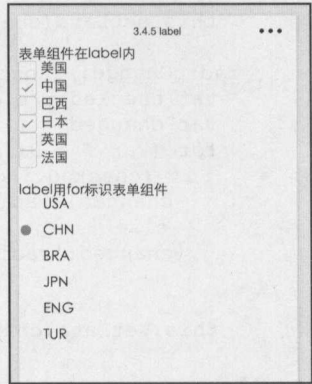 3.4.5 label
表单组件在label内
美国
中国
巴西
日本
英国
法国
label用for标识表单组件
USA
CHN
BRA
JPN
ENG
TUR